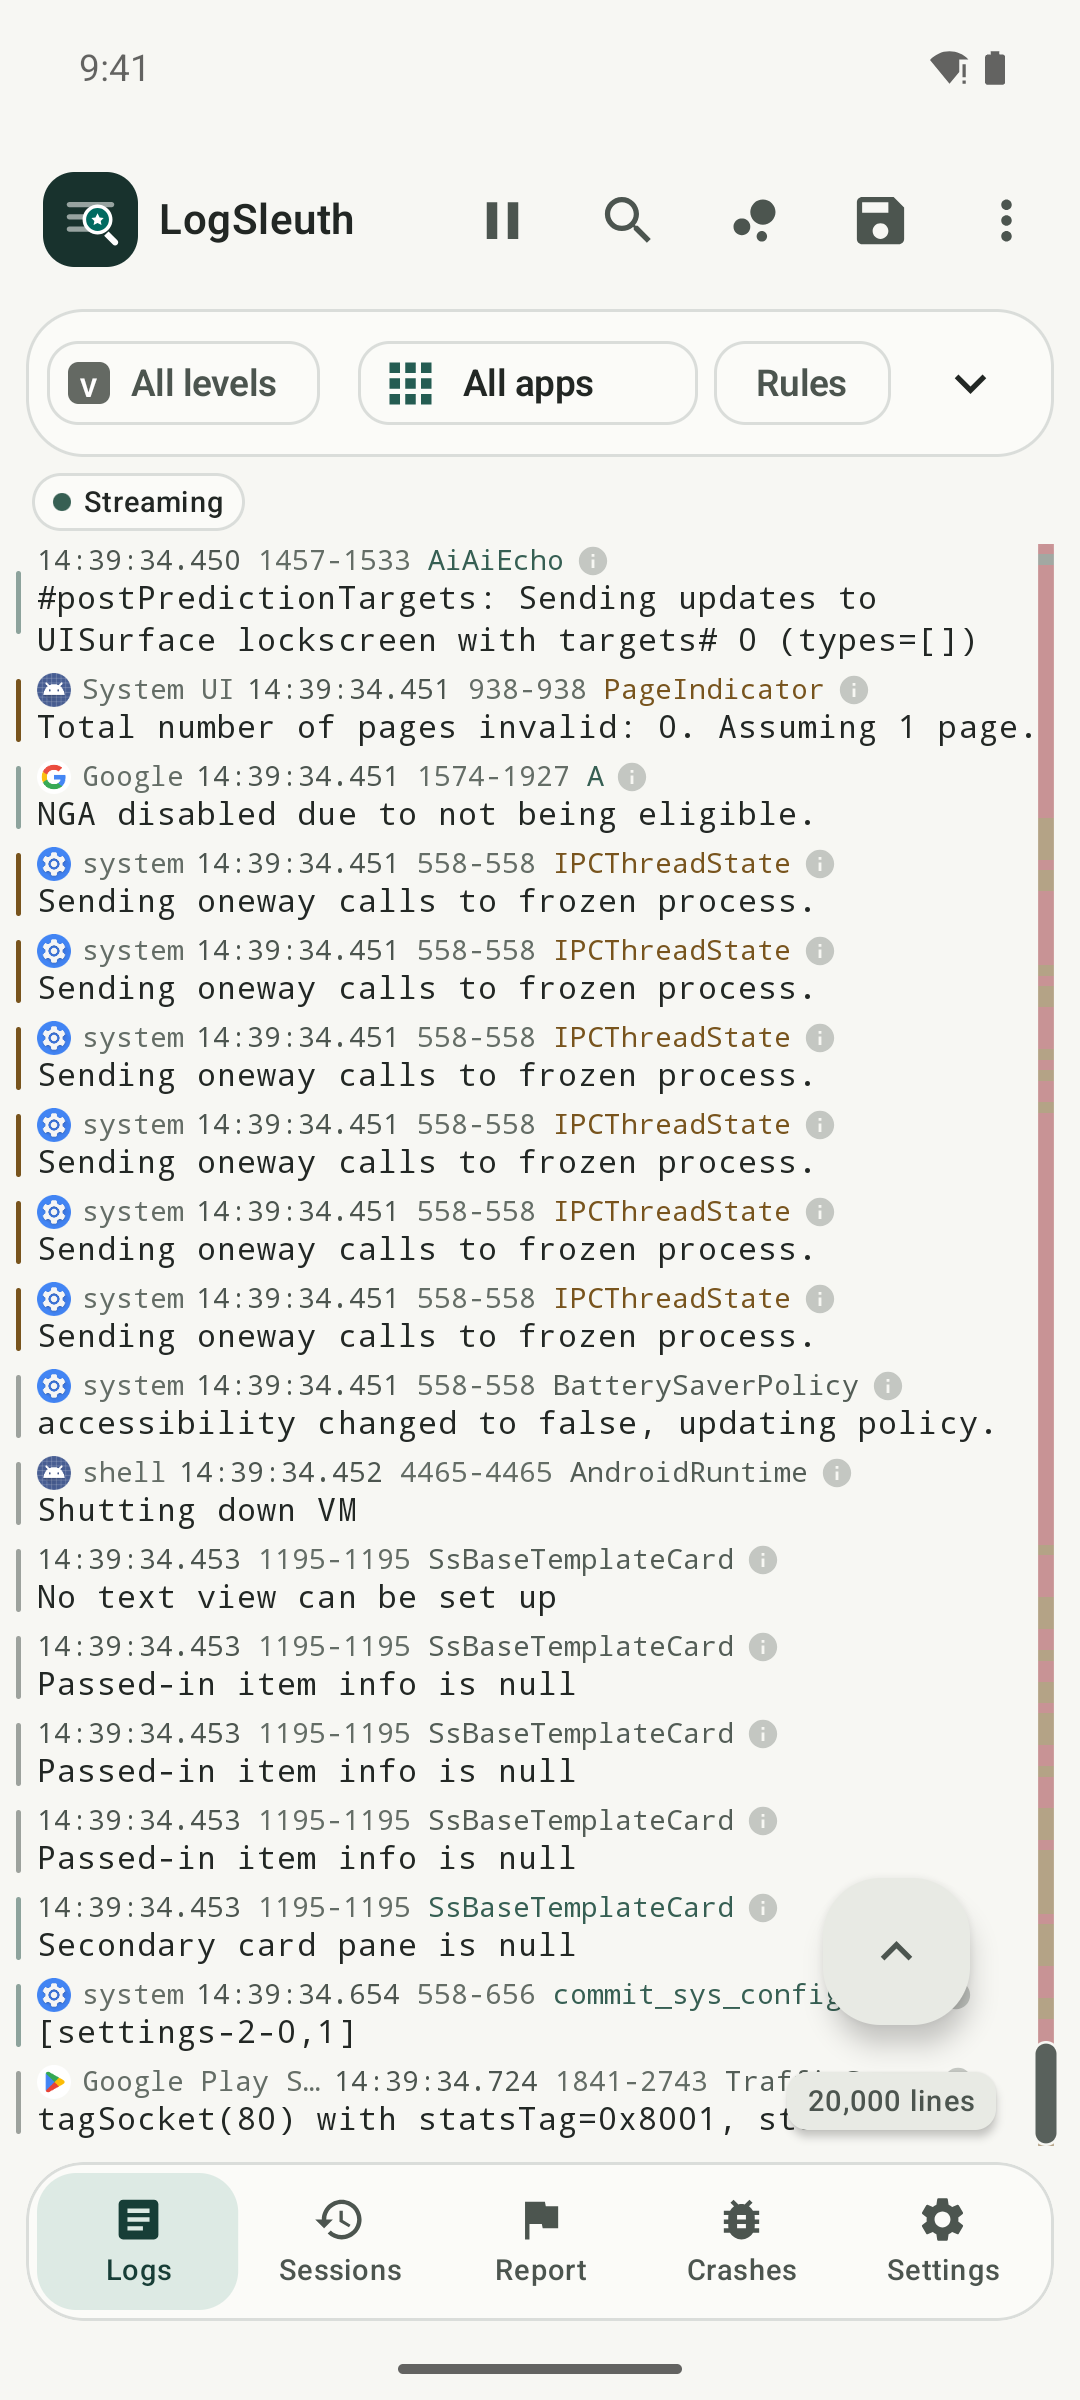 9:41
LogSleuth
v All levels
All apps
Rules
Streaming
14:39:34.450 1457-1533 AiAiEcho
#postPredictionTargets: Sending updates to
UISurface lockscreen with targets# 0 (types=[])
System UI 14:39:34.451 938-938 PageIndicator
Total number of pages invalid: 0. Assuming 1 page.
Google 14:39:34.451 1574-1927 A
NGA disabled due to not being eligible.
system 14:39:34.451 558-558 IPCThreadState
Sending oneway calls to frozen process.
system 14:39:34.451 558-558 IPCThreadState
Sending oneway calls to frozen process.
system 14:39:34.451 558-558 IPCThreadState
Sending oneway calls to frozen process.
system 14:39:34.451 558-558 IPCThreadState
Sending oneway calls to frozen process.
system 14:39:34.451 558-558 IPCThreadState
Sending oneway calls to frozen process.
system 14:39:34.451 558-558 IPCThreadState
Sending oneway calls to frozen process.
system 14:39:34.451 558-558 BatterySaverPolicy
accessibility changed to false, updating policy.
shell 14:39:34.452 4465-4465 AndroidRuntime
Shutting down VM
14:39:34.453 1195-1195 SsBaseTemplateCard
No text view can be set up
14:39:34.453 1195-1195 SsBaseTemplateCard
Passed-in item info is null
14:39:34.453 1195-1195 SsBaseTemplateCard
Passed-in item info is null
14:39:34.453 1195-1195 SsBaseTemplateCard
Passed-in item info is null
14:39:34.453 1195-1195 SsBaseTemplateCard
Secondary card pane is null
system 14:39:34.654 558-656 commit_sys_config
[settings-2-0,1]
Google Play S… 14:39:34.724 1841-2743
tagSocket(80) with statsTag=0x8001,
20,000 lines
Logs
Sessions
Report
Crashes
Settings